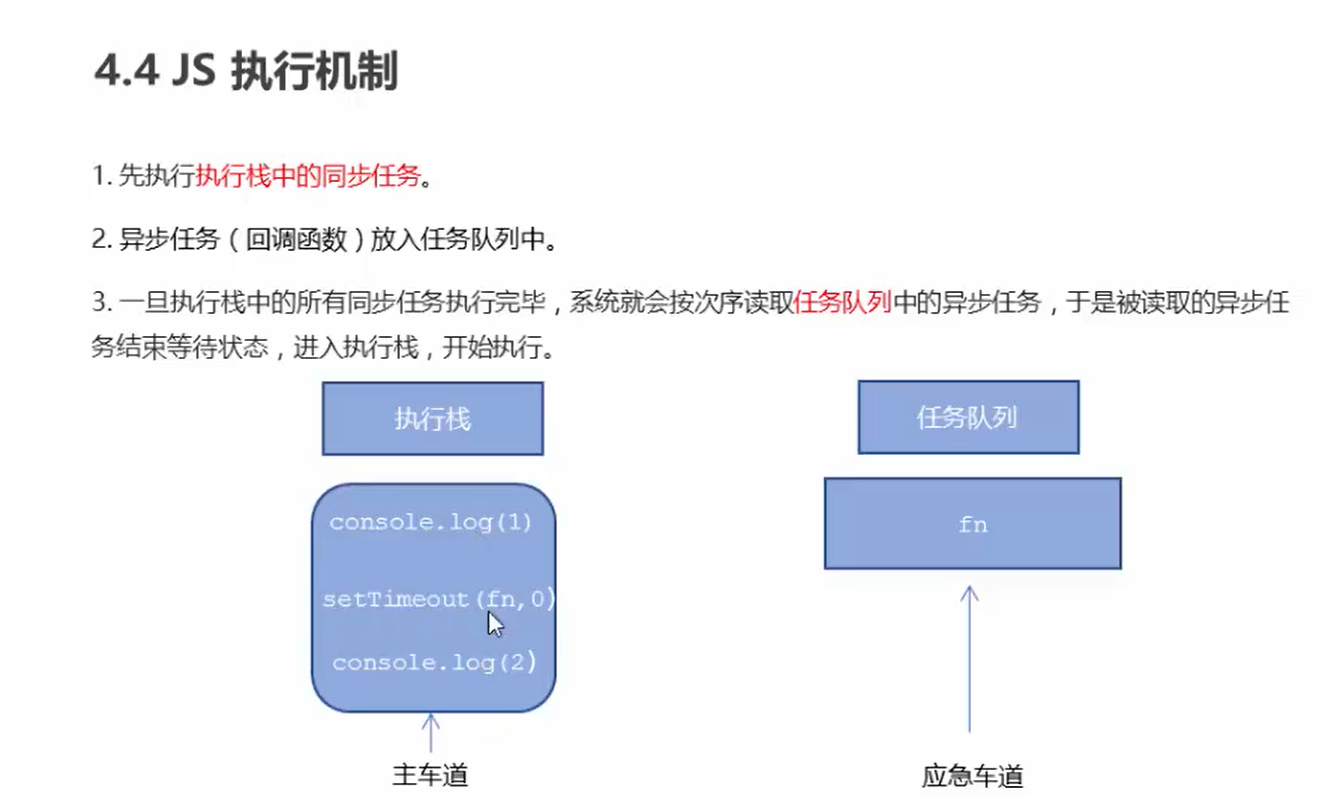 4.4 JS 执行机制
1. 先执行执行栈中的同步任务。
2. 异步任务（回调函数）放入任务队列中。
3. 一旦执行栈中的所有同步任务执行完毕，系统就会按次序读取任务队列中的异步任务，于是被读取的异步任
务结束等待状态，进入执行栈，开始执行。
执行栈
任务队列
console.log(1)
fn
setTimeout(fn,0)
console.log(2)
主车道
应急车道